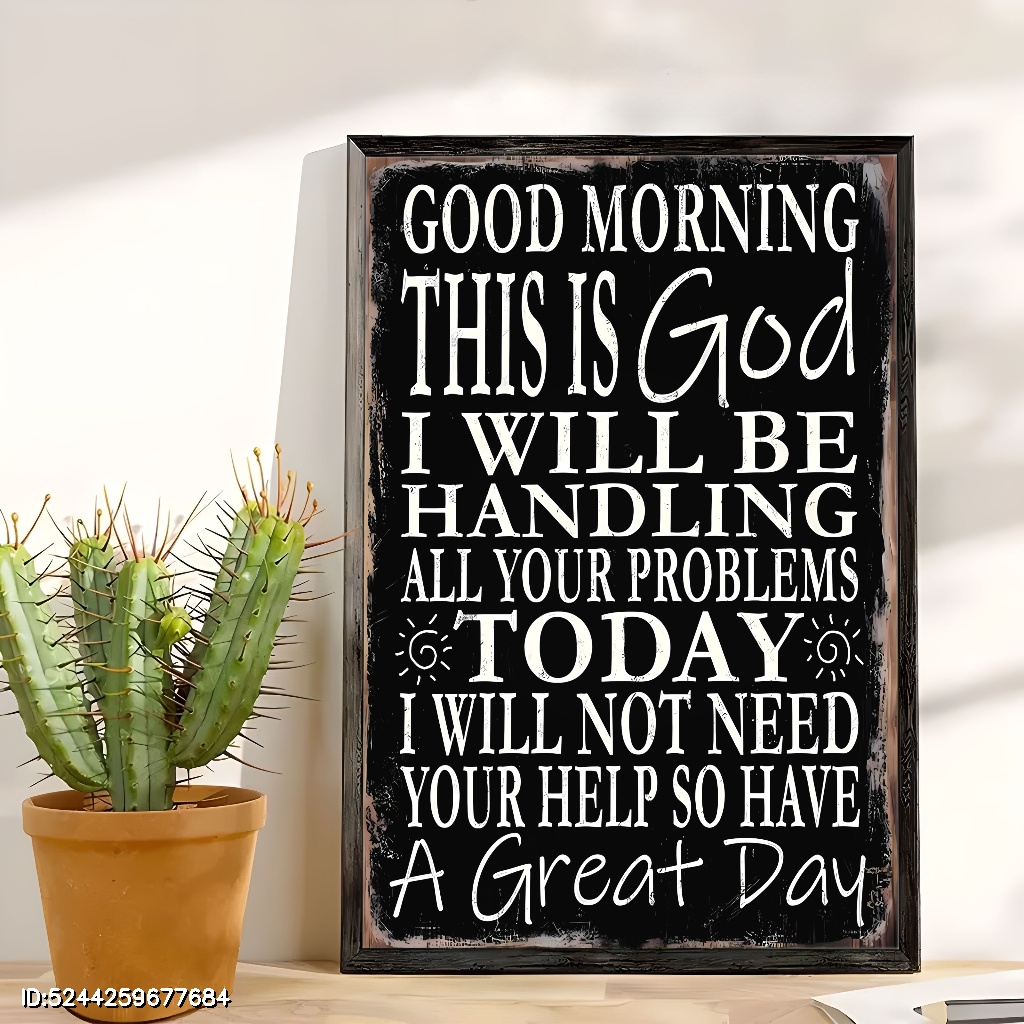 GOOD MORNING
THIS IS God
I WILL BE
HANDLING
ALL YOUR PROBLEMS
TODAY
I WILL NOT NEED
YOUR HELP SO HAVE
A Great Day
ID:5244259677684